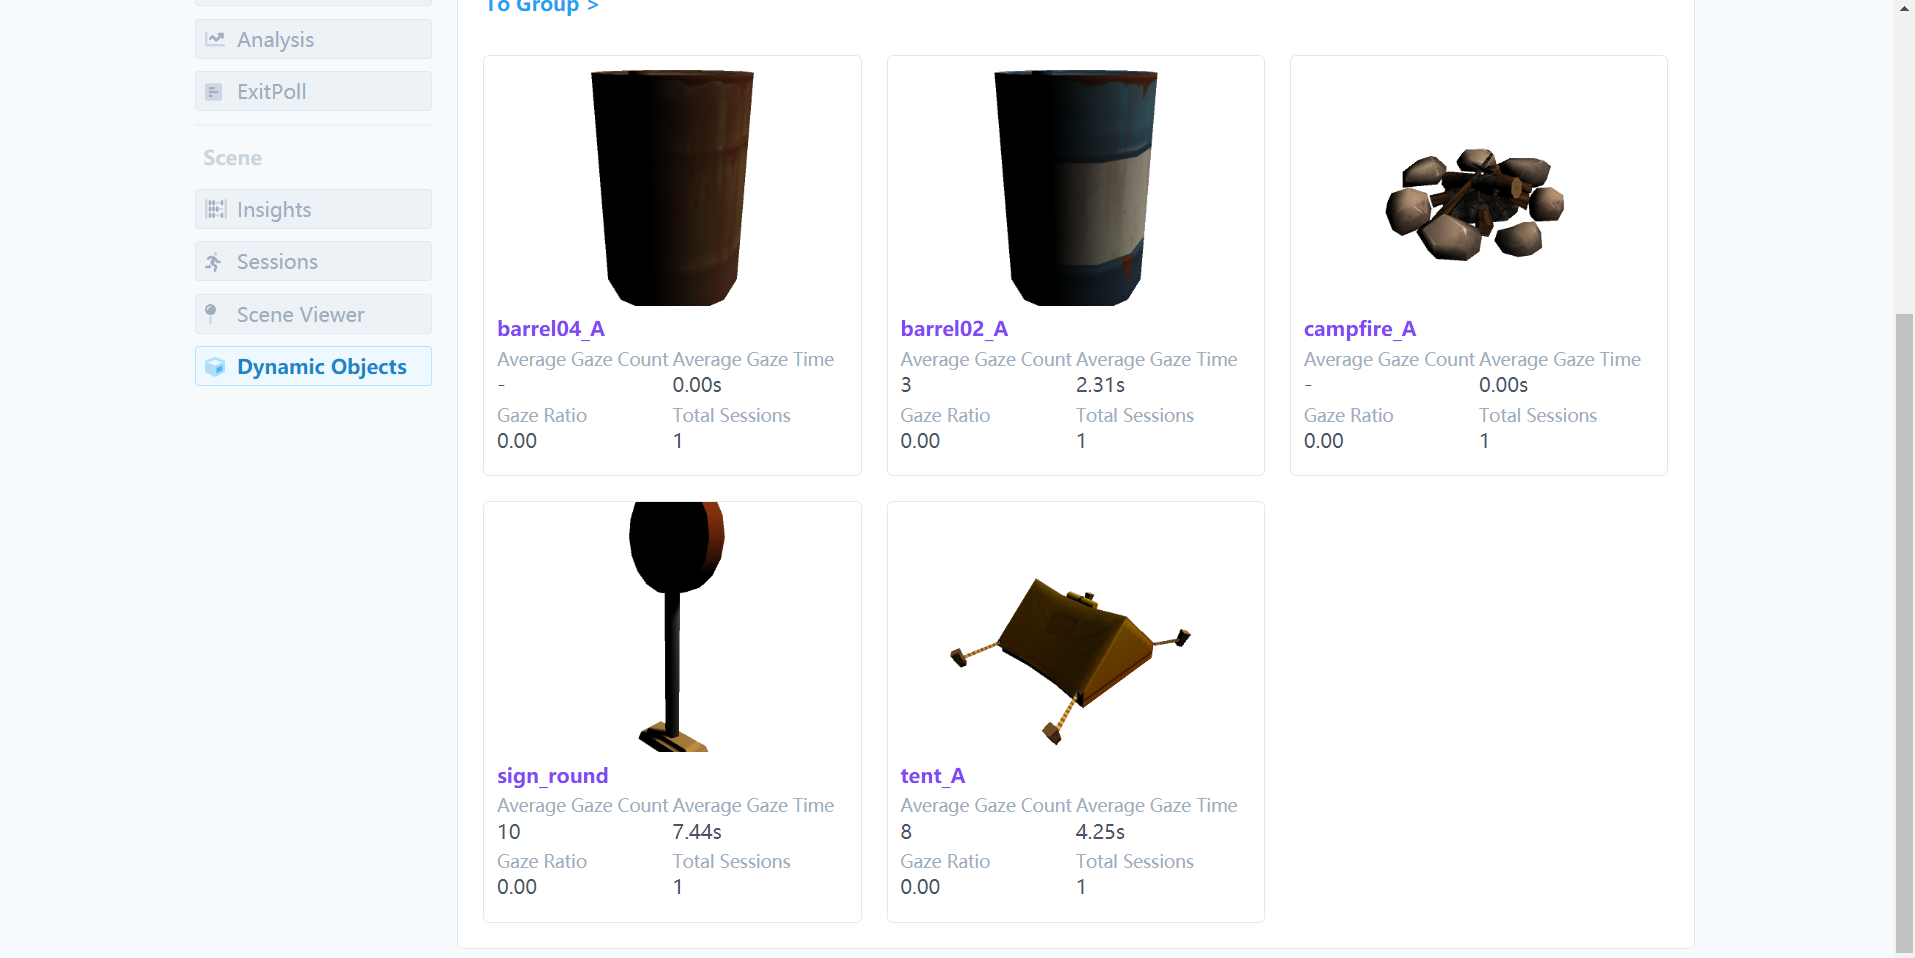 To Group >
Analysis
ExitPoll
Scene
Insights
Sessions
Scene Viewer
Dynamic Objects
barrel04_A
Average Gaze Count Average Gaze Time
- 0.00s
Gaze Ratio Total Sessions
0.00 1
barrel02_A
Average Gaze Count Average Gaze Time
3 2.31s
Gaze Ratio Total Sessions
0.00 1
campfire_A
Average Gaze Count Average Gaze Time
- 0.00s
Gaze Ratio Total Sessions
0.00 1
sign_round
Average Gaze Count Average Gaze Time
10 7.44s
Gaze Ratio Total Sessions
0.00 1
tent_A
Average Gaze Count Average Gaze Time
8 4.25s
Gaze Ratio Total Sessions
0.00 1